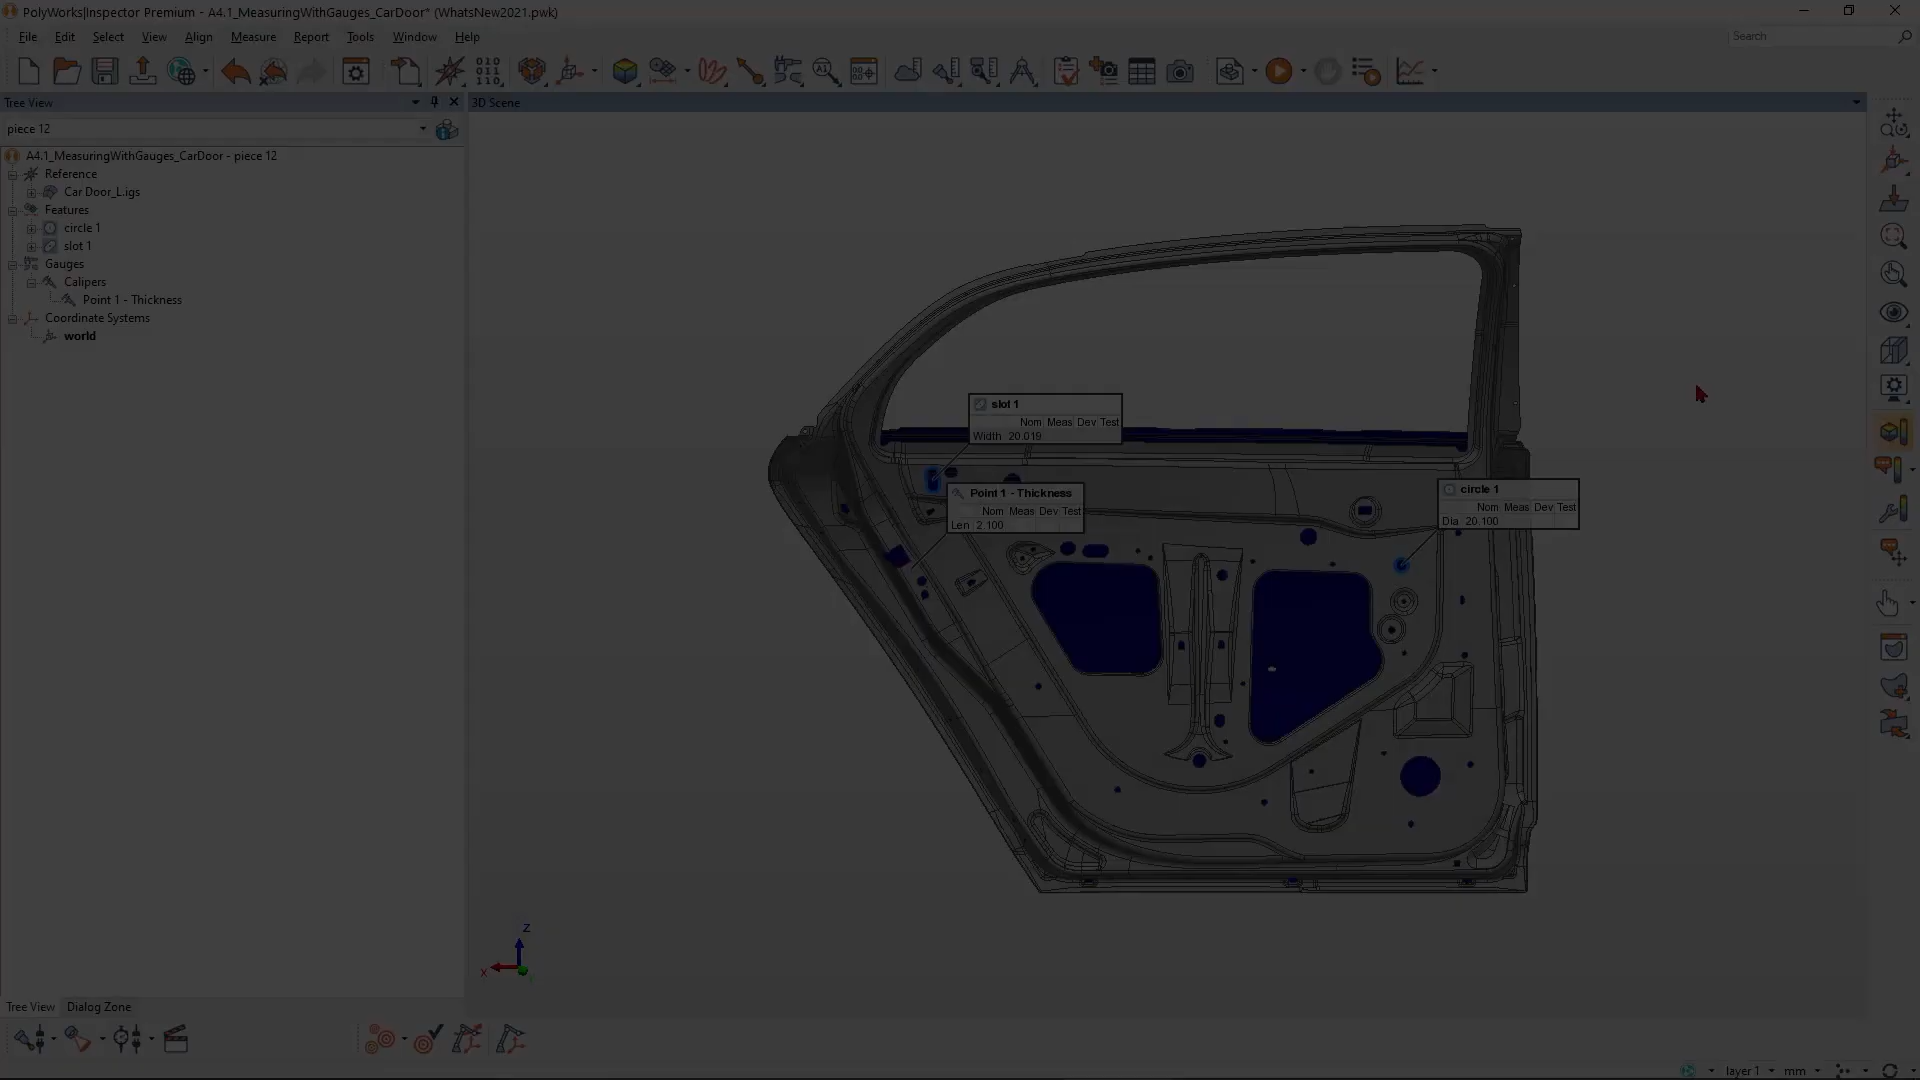 PolyWorks|Inspector Premium - A4.1_MeasuringWithGauges_CarDoor* (WhatsNew2021.pwk)
File Edit Select View Align Measure Report Tools Window Help
Search
Tree View
3D Scene
piece 12
A4.1_MeasuringWithGauges_CarDoor - piece 12
Reference
Car Door_L.igs
Features
circle 1
slot 1
Gauges
Calipers
Point 1 - Thickness
Coordinate Systems
world
slot 1
Nom Meas Dev Test
Width 20.019
Point 1 - Thickness
Nom Meas Dev Test
Len 2.100
circle 1
Nom Meas Dev Test
Dia 20.100
Z
X
Tree View Dialog Zone
layer 1 mm